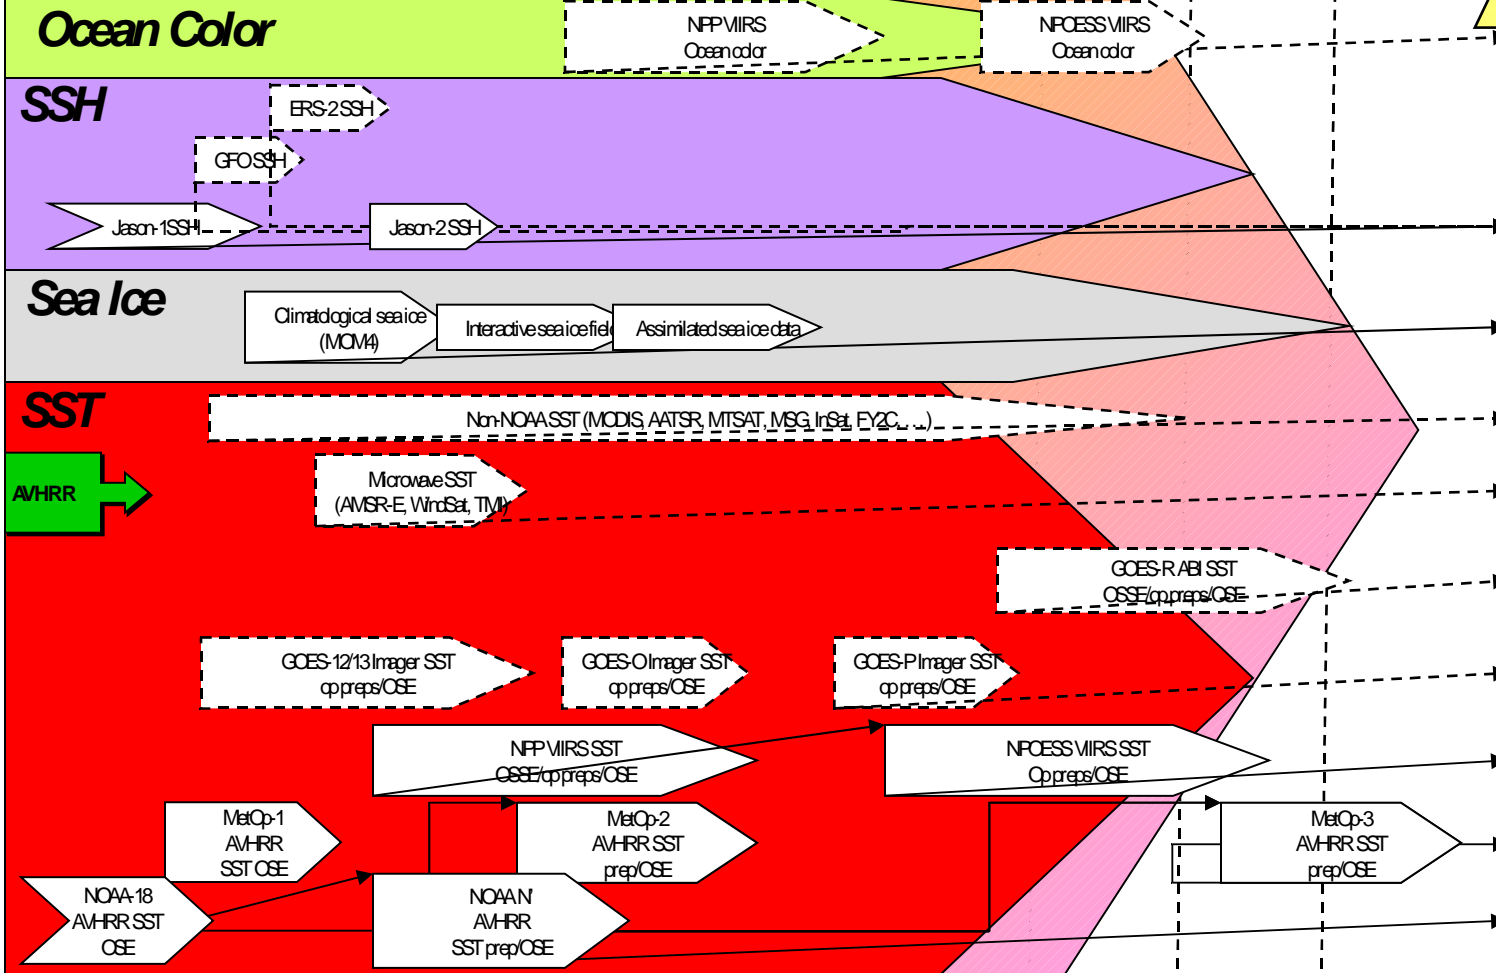 Ocean Color
NPP VIIRS
Ocean color
NPOESS VIIRS
Ocean color
SSH
ERS-2 SSH
GFO SSH
Jason-1 SSH
Jason-2 SSH
Sea Ice
Climatological sea ice
(MOM4)
Interactive sea ice field
Assimilated sea ice data
SST
Non-NOAA SST (MODIS, AATSR, MTSAT, MSG, InSat, FY2C, . . .)
AVHRR
Microwave SST
(AMSR-E, WindSat, TMI)
GOES-R ABI SST
OSSE/op preps/OSE
GOES-12/13 Imager SST
op preps/OSE
GOES-O Imager SST
op preps/OSE
GOES-P Imager SST
op preps/OSE
NPP VIIRS SST
OSSE/op preps/OSE
NPOESS VIIRS SST
Op preps/OSE
MetOp-1
AVHRR
SST OSE
MetOp-2
AVHRR SST
prep/OSE
MetOp-3
AVHRR SST
prep/OSE
NOAA-18
AVHRR SST
OSE
NOAA N'
AVHRR
SST prep/OSE